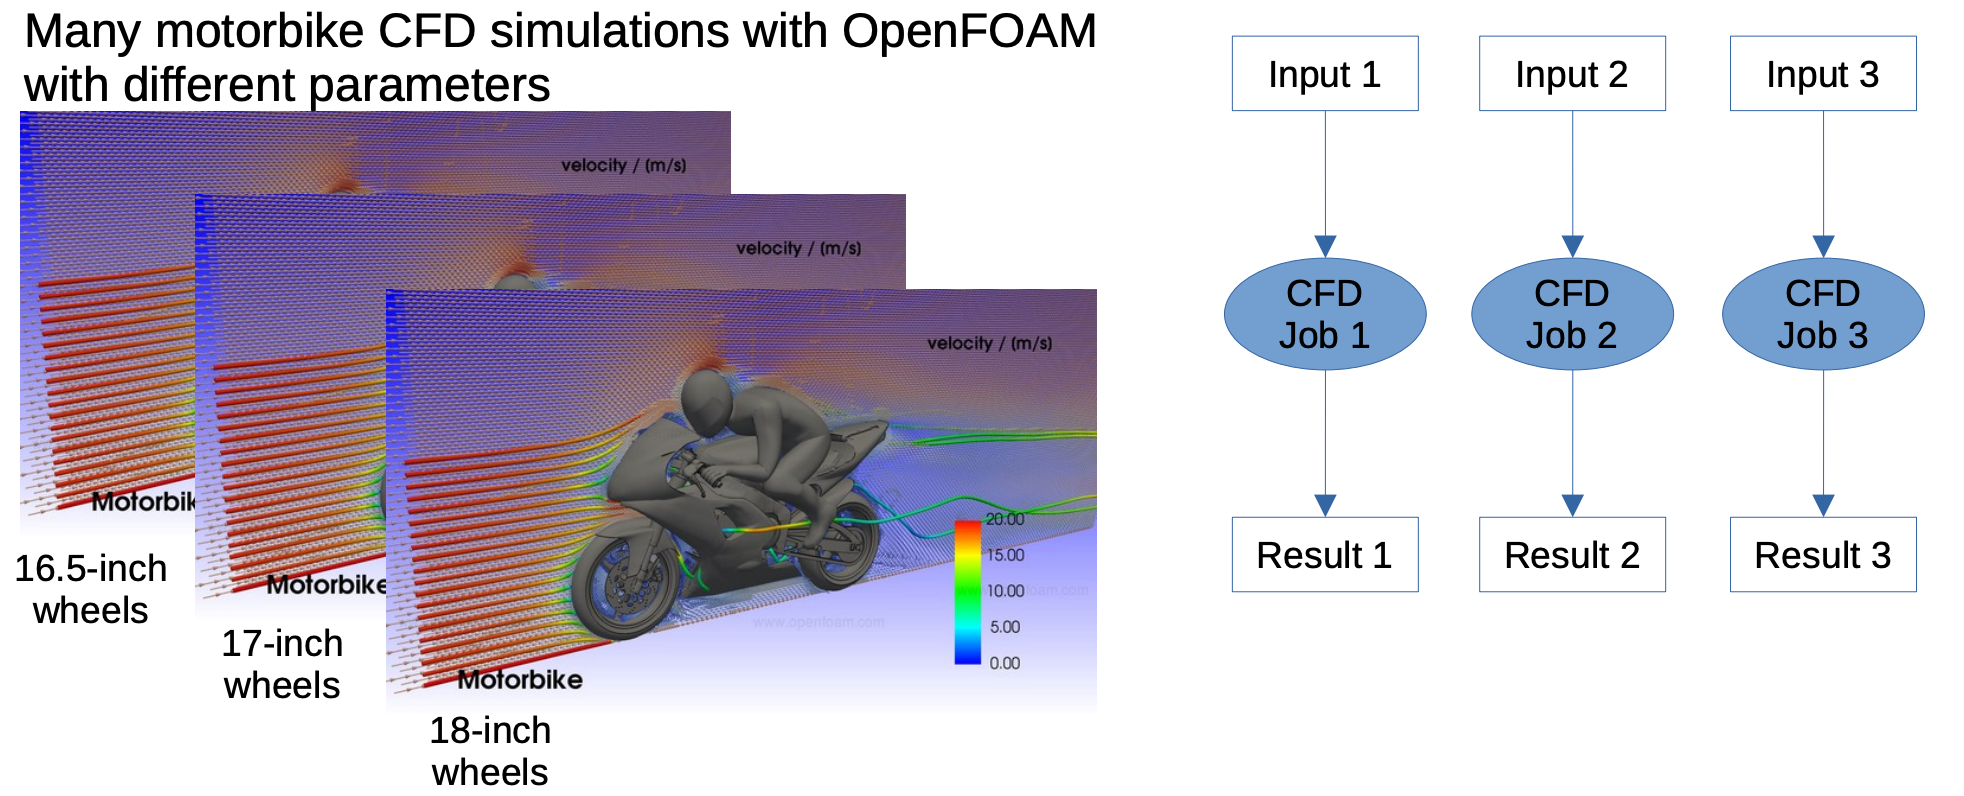 Many motorbike CFD simulations with OpenFOAM
with different parameters
velocity / (m/s)
velocity / (m/s)
velocity / (m/s)
Motorbik
Motorbike
Motorbike
20.00
15.00
10.00
5.00
0.00
www.openfoam.com
16.5-inch
wheels
17-inch
wheels
18-inch
wheels
Input 1
Input 2
Input 3
CFD
Job 1
CFD
Job 2
CFD
Job 3
Result 1
Result 2
Result 3